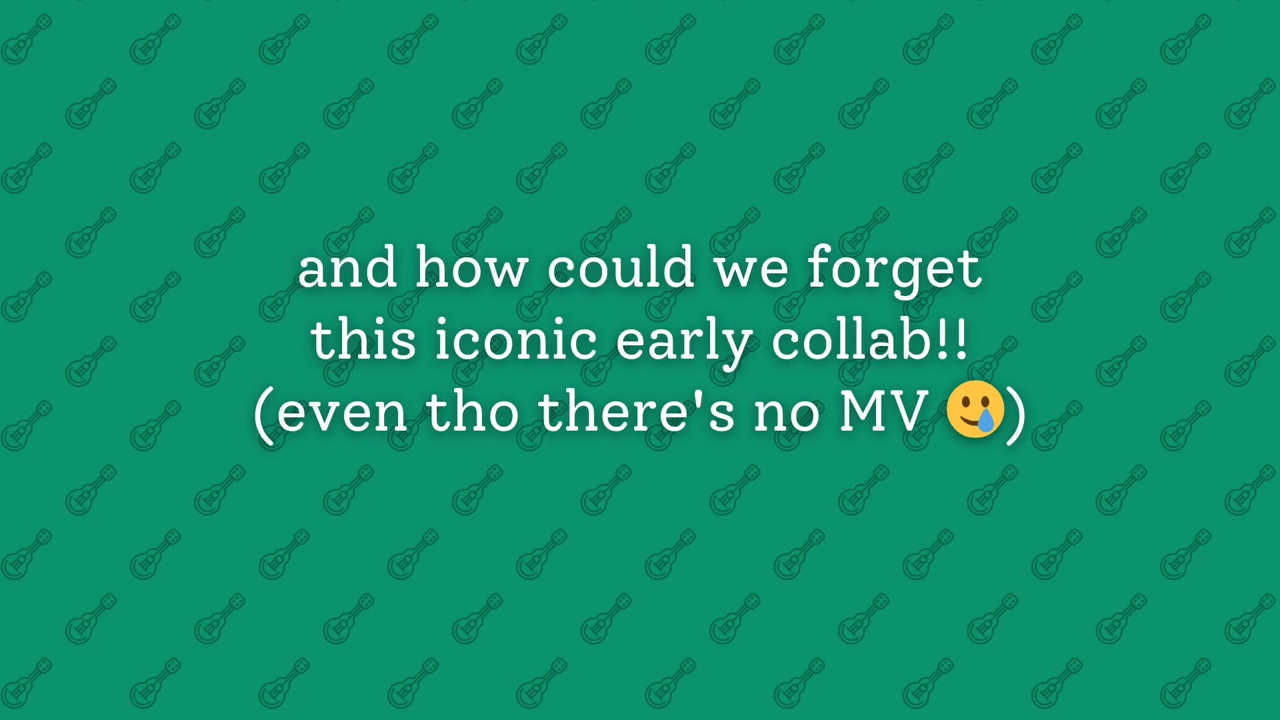 and how could we forget
this iconic early collab!!
(even tho there's no MV 🥲)